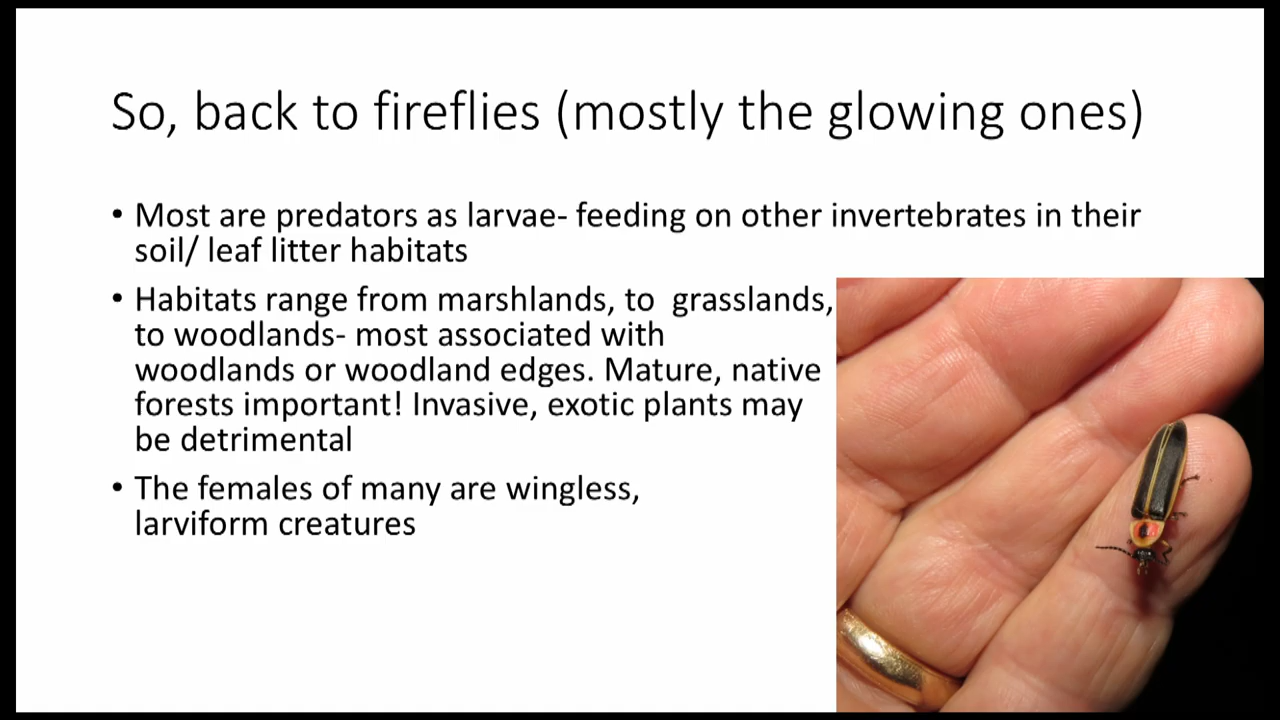 So, back to fireflies (mostly the glowing ones)
• Most are predators as larvae- feeding on other invertebrates in their
soil/ leaf litter habitats
• Habitats range from marshlands, to  grasslands,
to woodlands- most associated with
woodlands or woodland edges. Mature, native
forests important! Invasive, exotic plants may
be detrimental
• The females of many are wingless,
larviform creatures